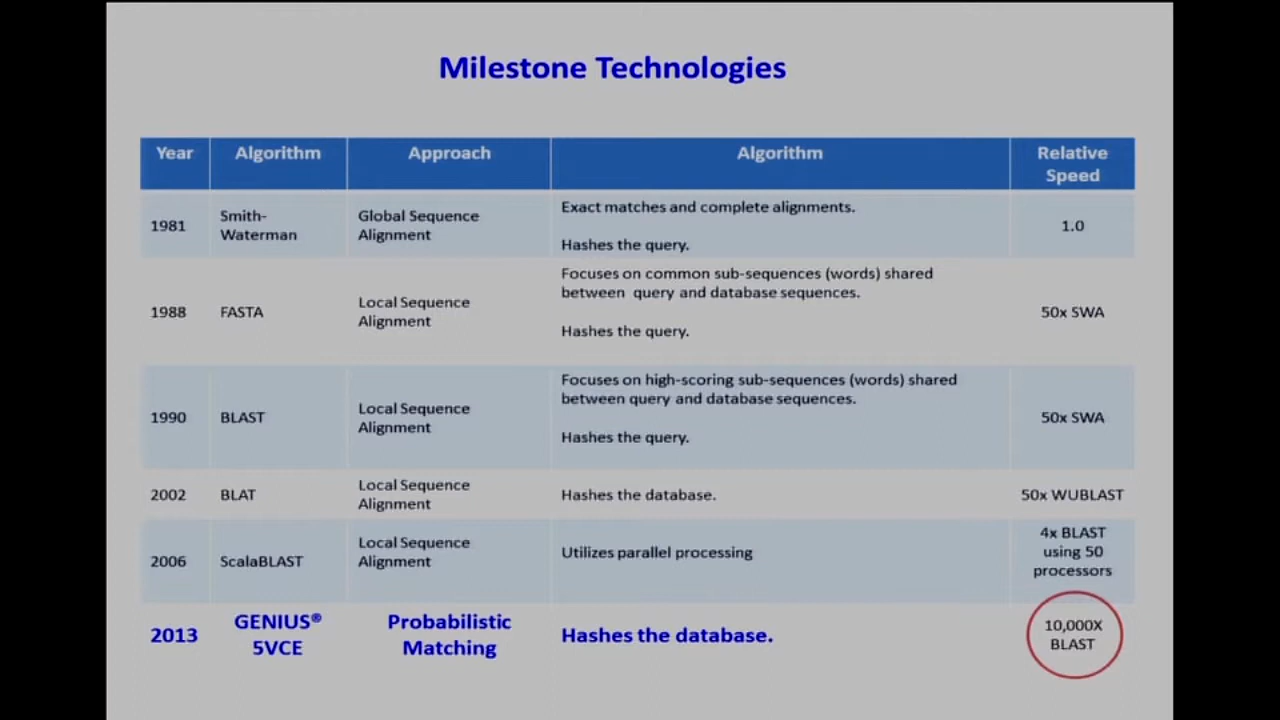 Milestone Technologies
Year
Algorithm
Approach
Algorithm
Relative
Speed
1981
Smith-
Waterman
Global Sequence
Alignment
Exact matches and complete alignments.
Hashes the query.
1.0
1988
FASTA
Local Sequence
Alignment
Focuses on common sub-sequences (words) shared
between query and database sequences.
Hashes the query.
50x SWA
1990
BLAST
Local Sequence
Alignment
Focuses on high-scoring sub-sequences (words) shared
between query and database sequences.
Hashes the query.
50x SWA
2002
BLAT
Local Sequence
Alignment
Hashes the database.
50x WUBLAST
2006
ScalaBLAST
Local Sequence
Alignment
Utilizes parallel processing
4x BLAST
using 50
processors
2013
GENIUS®
5VCE
Probabilistic
Matching
Hashes the database.
10,000X
BLAST